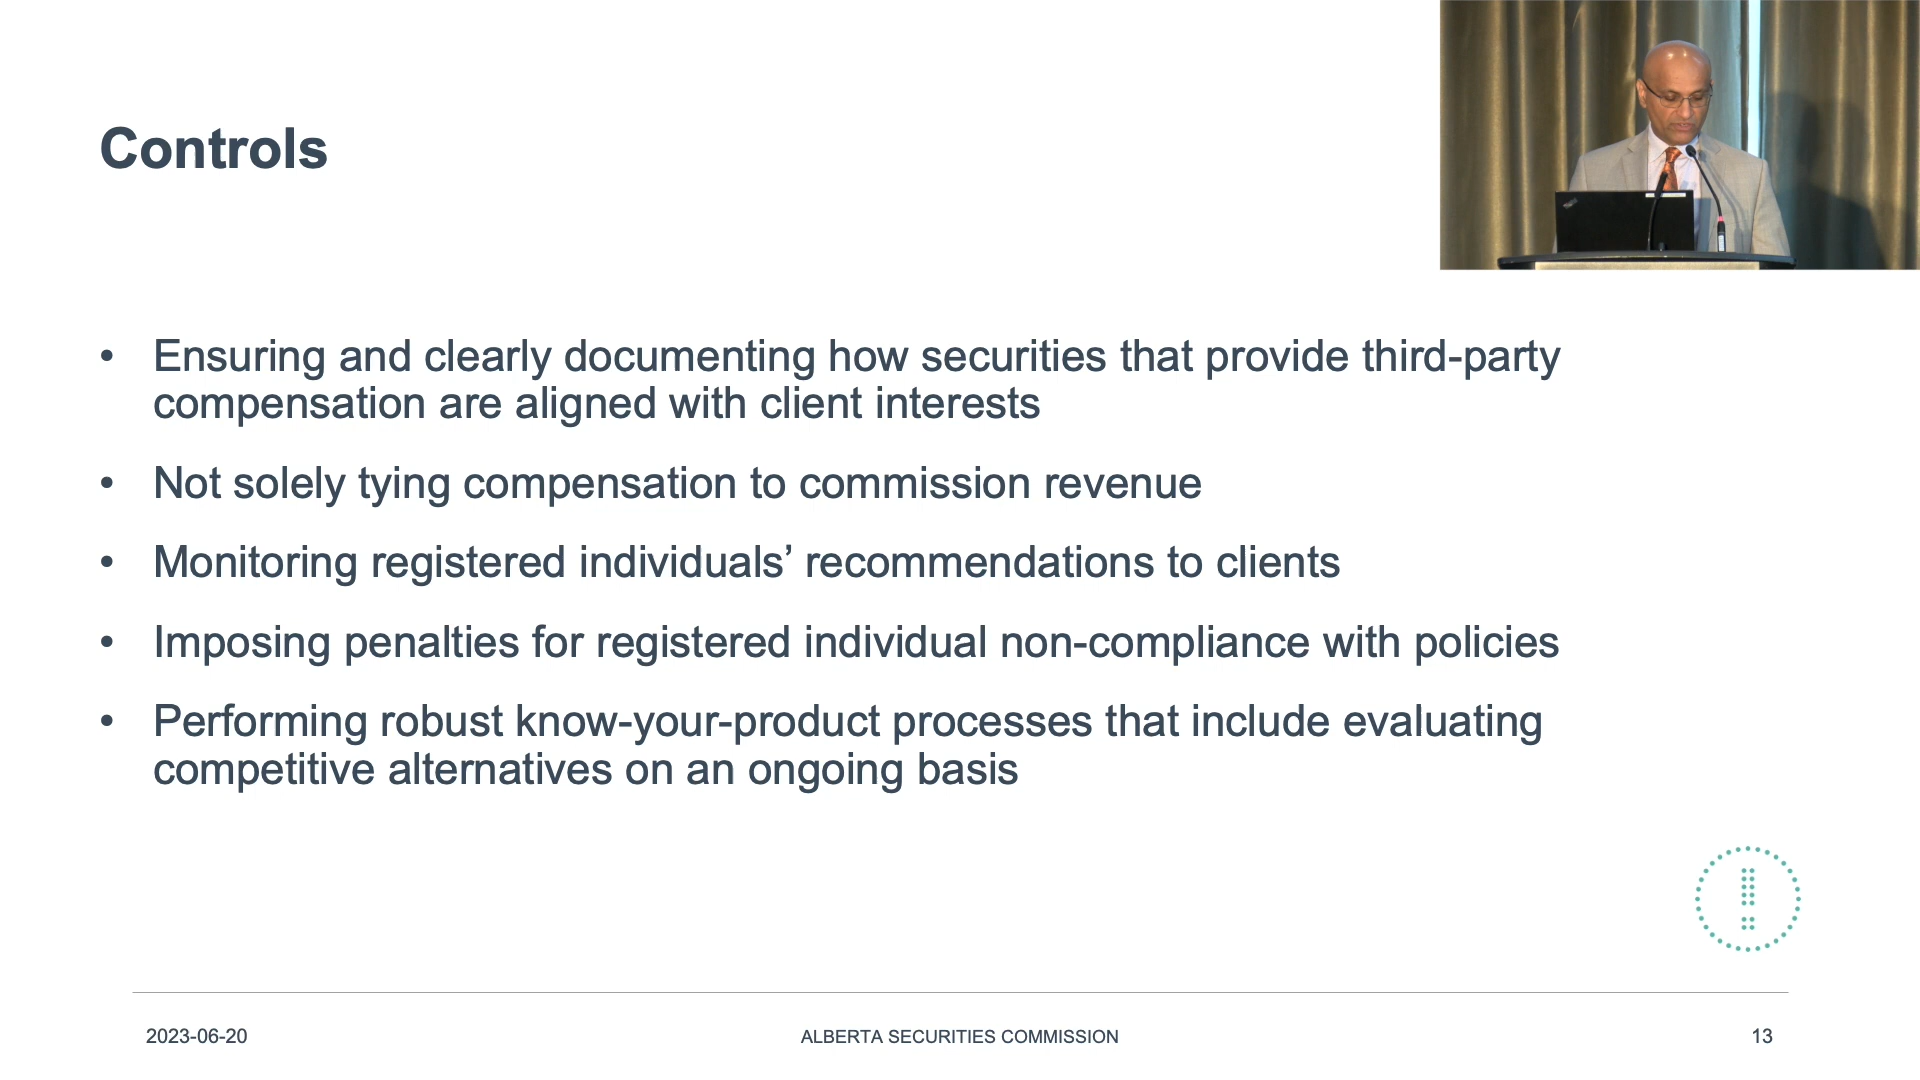 Controls
• Ensuring and clearly documenting how securities that provide third-party
compensation are aligned with client interests
• Not solely tying compensation to commission revenue
• Monitoring registered individuals’ recommendations to clients
• Imposing penalties for registered individual non-compliance with policies
• Performing robust know-your-product processes that include evaluating
competitive alternatives on an ongoing basis
2023-06-20
ALBERTA SECURITIES COMMISSION
13